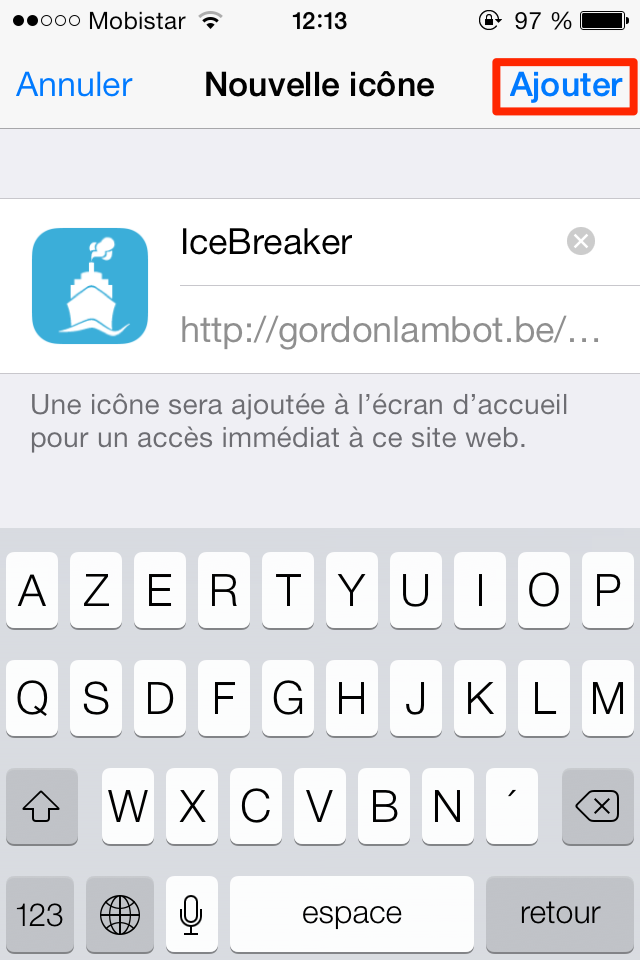 Mobistar 12:13 97 %
Annuler Nouvelle icône Ajouter
IceBreaker
http://gordonlambot.be/...
Une icône sera ajoutée à l’écran d’accueil
pour un accès immédiat à ce site web.
A Z E R T Y U I O P
Q S D F G H J K L M
W X C V B N ´
123 espace retour